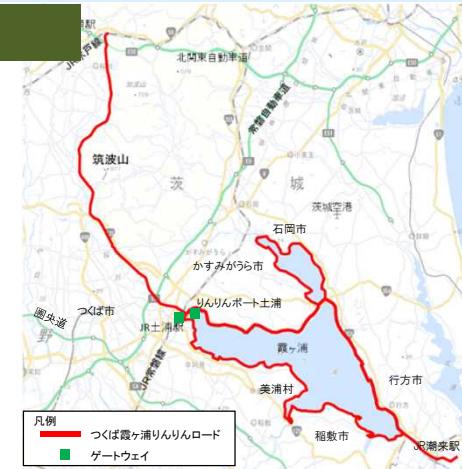 JR水戸線
北関東自動車道
常磐自動車道
筑波山
茨
城
茨城空港
石岡市
かすみがうら市
りんりんポート土浦
つくば市
圏央道
野
JR土浦駅
霞ヶ浦
JR常磐線
行方市
美浦村
稲敷市
JR潮来駅
凡例
つくば霞ヶ浦りんりんロード
ゲートウェイ